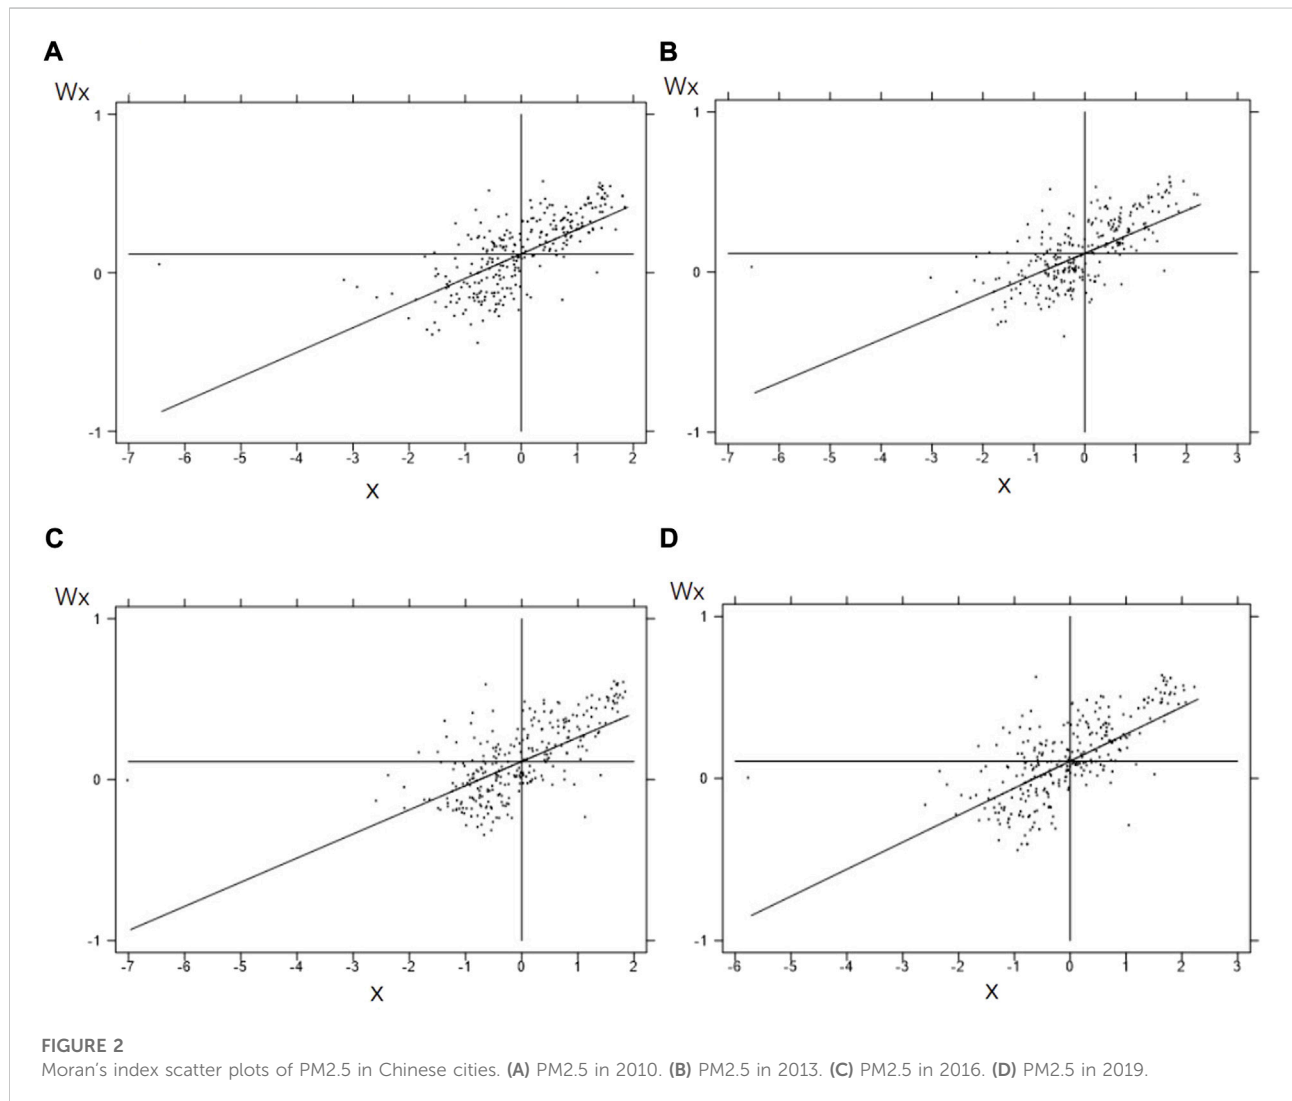 A
Wx
1
0
-1
-7 -6 -5 -4 -3 -2 -1 0 1 2
X
B
Wx
1
0
-1
-7 -6 -5 -4 -3 -2 -1 0 1 2 3
X
C
Wx
1
0
-1
-7 -6 -5 -4 -3 -2 -1 0 1 2
X
D
Wx
1
0
-1
-6 -5 -4 -3 -2 -1 0 1 2 3
X
FIGURE 2
Moran's index scatter plots of PM2.5 in Chinese cities. (A) PM2.5 in 2010. (B) PM2.5 in 2013. (C) PM2.5 in 2016. (D) PM2.5 in 2019.